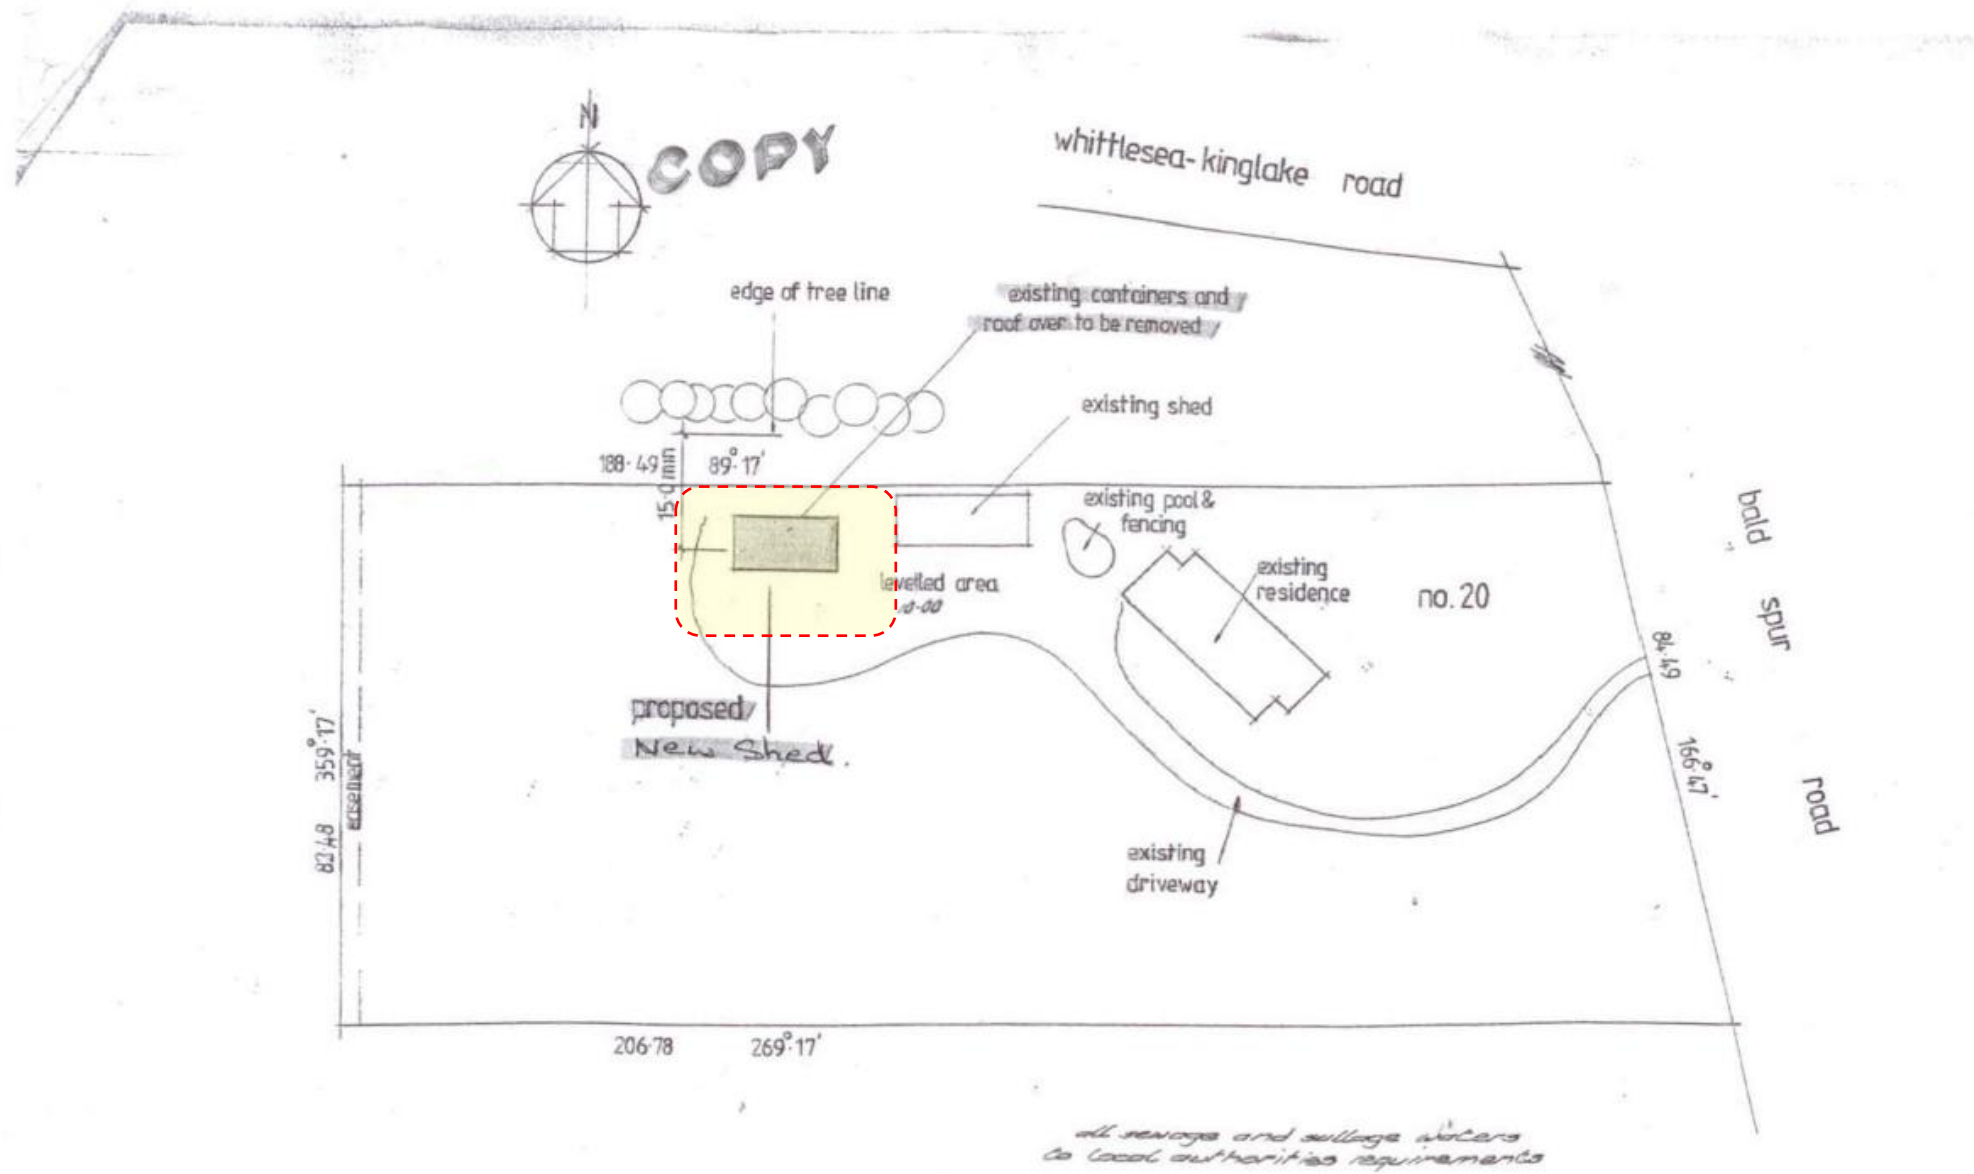 N
COPY
whittlesea-kinglake road
edge of tree line
existing containers and
roof over to be removed
existing shed
188·49 89°·17'
15·0 min
existing pool &
fencing
existing
residence
no. 20
levelled area
bald spur road
84·49
166°·47'
proposed
New Shed.
359°·17'
82·48
easement
existing
driveway
206·78 269°·17'
all sewage and sullage waters
to local authorities requirements